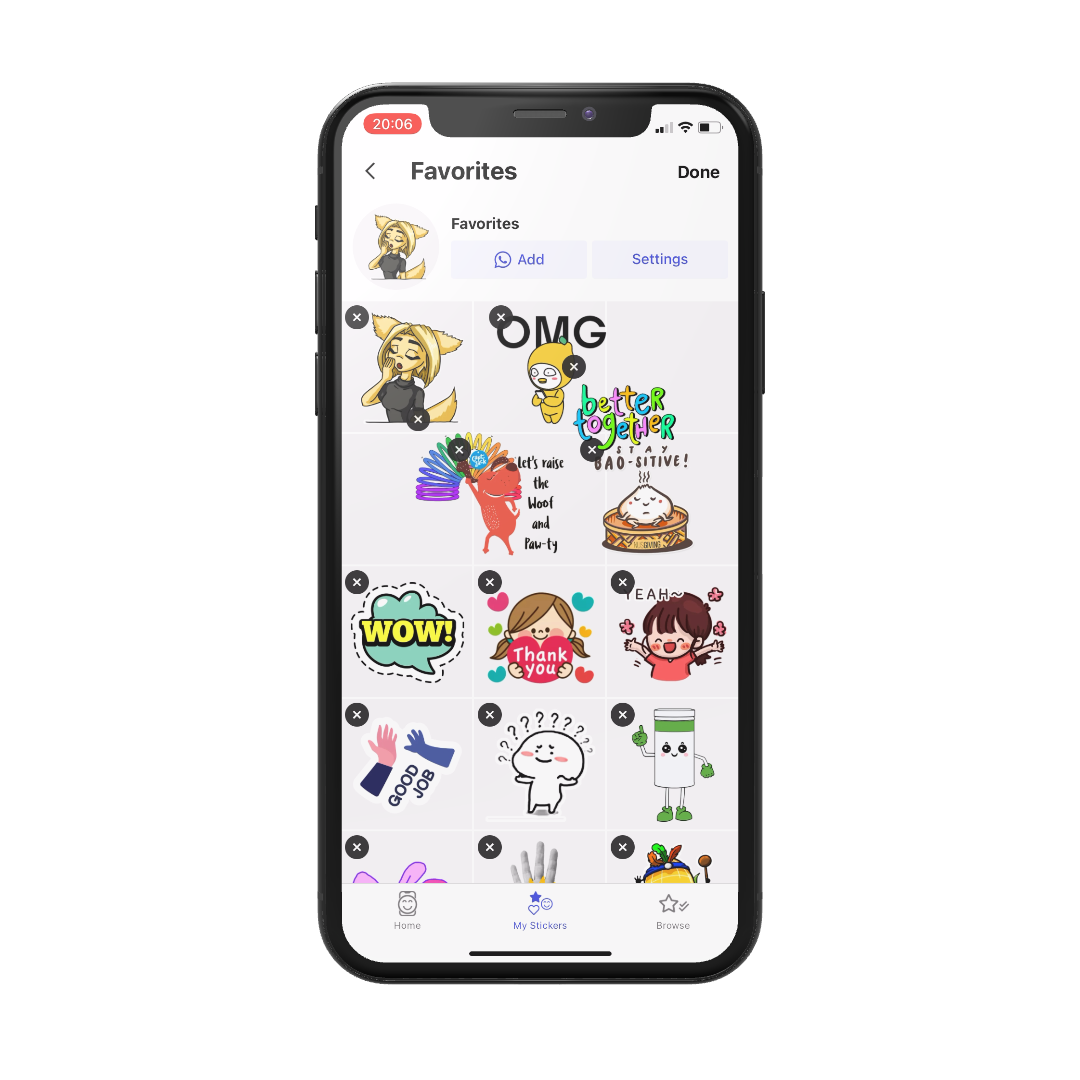 20:06
Favorites
Done
Favorites
Add
Settings
OMG
better
together
Let's raise
the
Woof
and
Paw-ty
STAY
BAO-SITIVE!
GIVING
WOW!
Thank
you
YEAH~
GOOD
JOB
? ? ? ? ? ? ? ? ? ?
Home
My Stickers
Browse